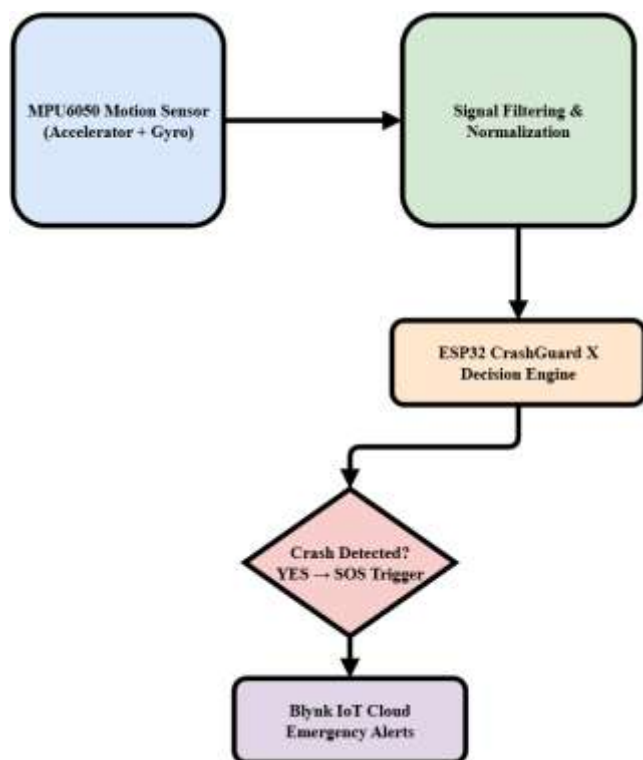 MPU6050 Motion Sensor
(Accelerator + Gyro)
Signal Filtering &
Normalization
ESP32 CrashGuard X
Decision Engine
Crash Detected?
YES → SOS Trigger
Blynk IoT Cloud
Emergency Alerts